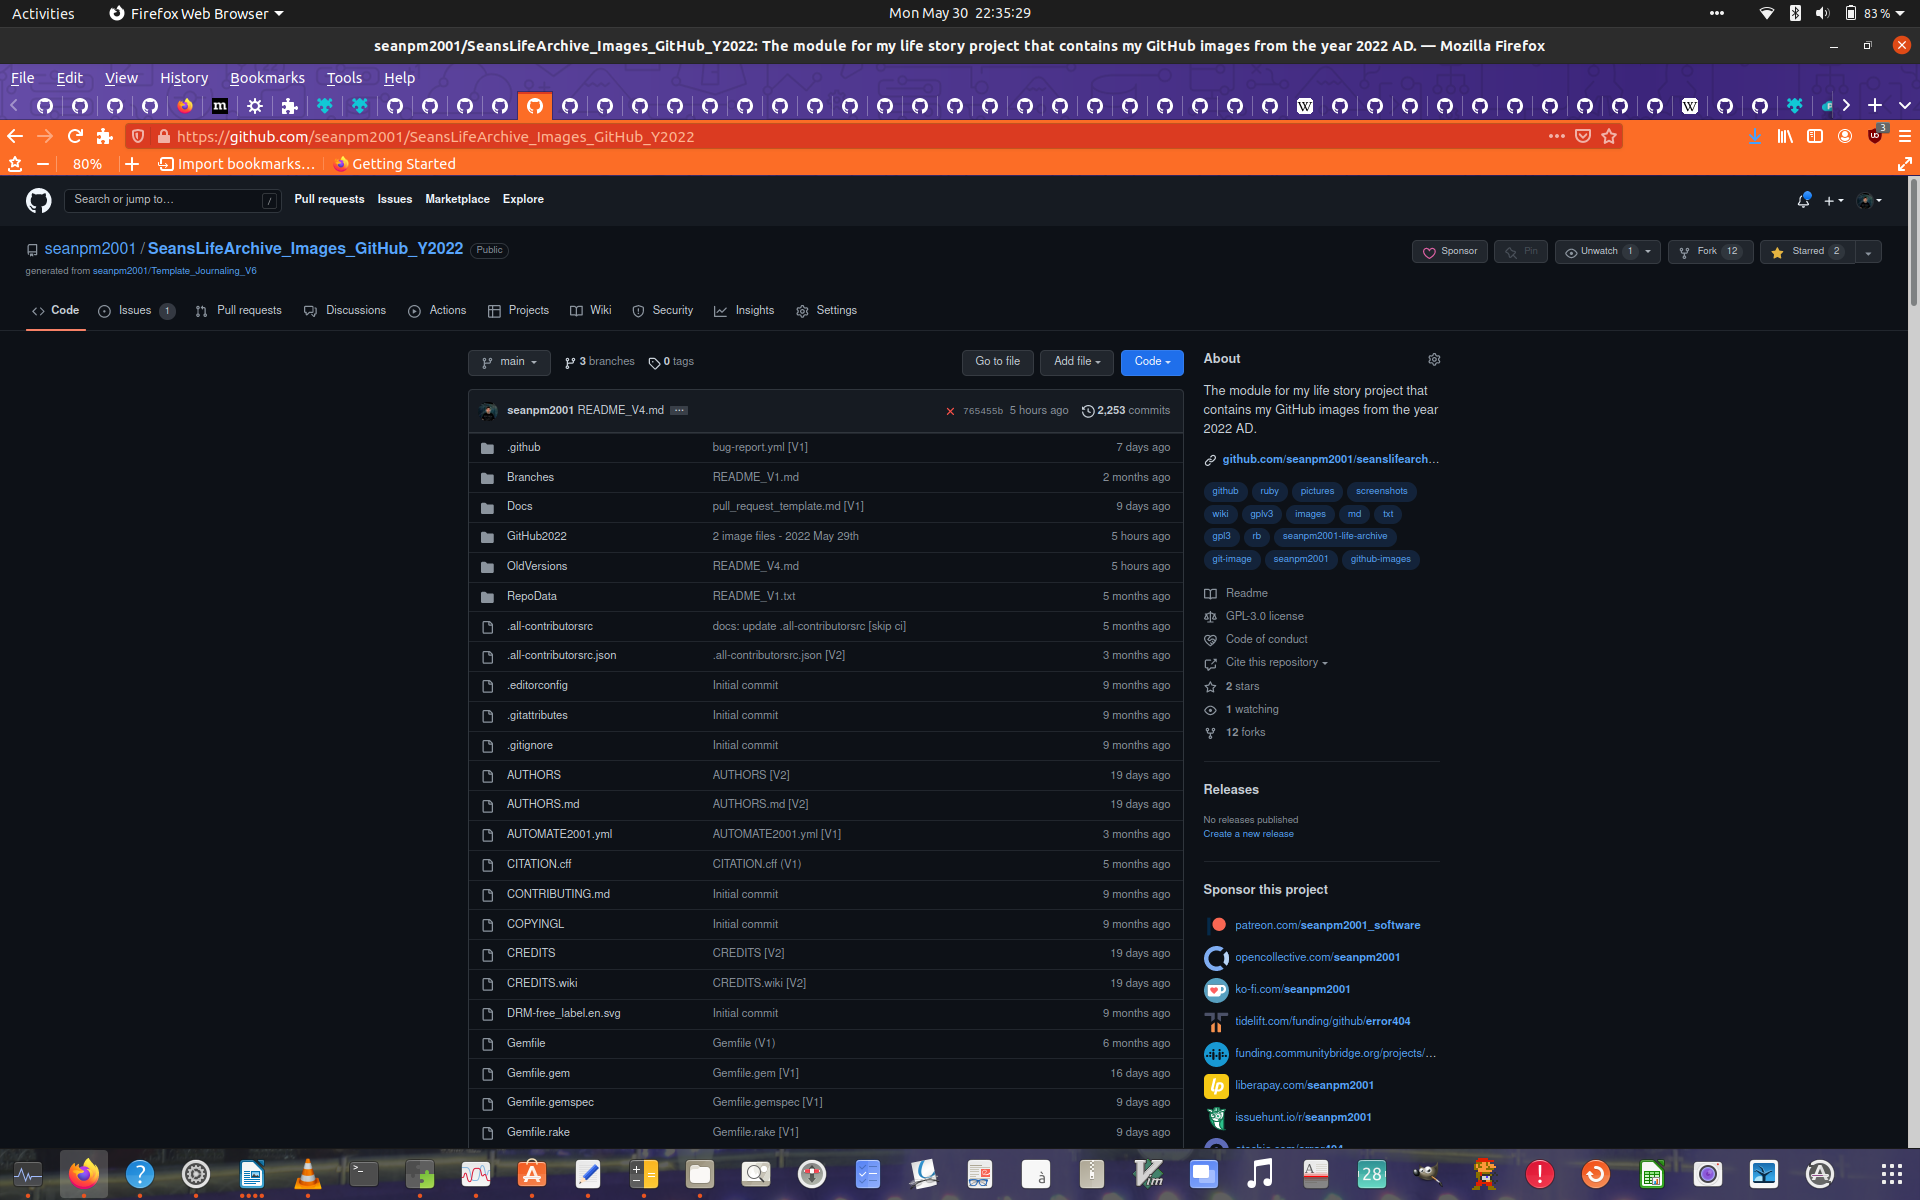 Activities Firefox Web Browser Mon May 30 22:35:29 83 %
seanpm2001/SeansLifeArchive_Images_GitHub_Y2022: The module for my life story project that contains my GitHub images from the year 2022 AD. — Mozilla Firefox
File Edit View History Bookmarks Tools Help
https://github.com/seanpm2001/SeansLifeArchive_Images_GitHub_Y2022 3
80% Import bookmarks... Getting Started
Search or jump to... / Pull requests Issues Marketplace Explore
seanpm2001 / SeansLifeArchive_Images_GitHub_Y2022 Public
generated from seanpm2001/Template_Journaling_V6
Sponsor Pin Unwatch 1 Fork 12 Starred 2
Code Issues 1 Pull requests Discussions Actions Projects Wiki Security Insights Settings
main 3 branches 0 tags Go to file Add file Code
seanpm2001 README_V4.md 765455b 5 hours ago 2,253 commits
.github bug-report.yml [V1] 7 days ago
Branches README_V1.md 2 months ago
Docs pull_request_template.md [V1] 9 days ago
GitHub2022 2 image files - 2022 May 29th 5 hours ago
OldVersions README_V4.md 5 hours ago
RepoData README_V1.txt 5 months ago
.all-contributorsrc docs: update .all-contributorsrc [skip ci] 5 months ago
.all-contributorsrc.json .all-contributorsrc.json [V2] 3 months ago
.editorconfig Initial commit 9 months ago
.gitattributes Initial commit 9 months ago
.gitignore Initial commit 9 months ago
AUTHORS AUTHORS [V2] 19 days ago
AUTHORS.md AUTHORS.md [V2] 19 days ago
AUTOMATE2001.yml AUTOMATE2001.yml [V1] 3 months ago
CITATION.cff CITATION.cff (V1) 5 months ago
CONTRIBUTING.md Initial commit 9 months ago
COPYINGL Initial commit 9 months ago
CREDITS CREDITS [V2] 19 days ago
CREDITS.wiki CREDITS.wiki [V2] 19 days ago
DRM-free_label.en.svg Initial commit 9 months ago
Gemfile Gemfile (V1) 6 months ago
Gemfile.gem Gemfile.gem [V1] 16 days ago
Gemfile.gemspec Gemfile.gemspec [V1] 9 days ago
Gemfile.rake Gemfile.rake [V1] 9 days ago
About
The module for my life story project that
contains my GitHub images from the year
2022 AD.
github.com/seanpm2001/seanslifearch...
github ruby pictures screenshots
wiki gplv3 images md txt
gpl3 rb seanpm2001-life-archive
git-image seanpm2001 github-images
Readme
GPL-3.0 license
Code of conduct
Cite this repository
2 stars
1 watching
12 forks
Releases
No releases published
Create a new release
Sponsor this project
patreon.com/seanpm2001_software
opencollective.com/seanpm2001
ko-fi.com/seanpm2001
tidelift.com/funding/github/error404
funding.communitybridge.org/projects/...
liberapay.com/seanpm2001
issuehunt.io/r/seanpm2001
28